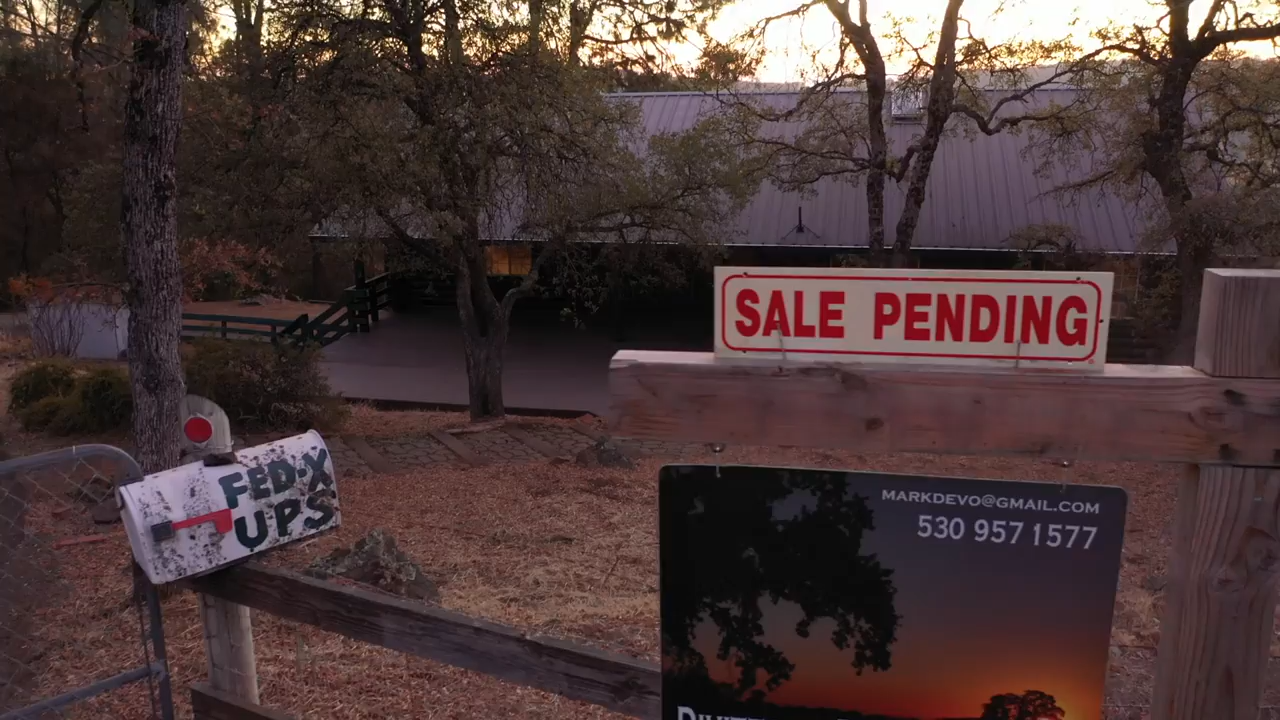 SALE PENDING
MARKDEVO@GMAIL.COM
530 957 1577
FED-X
UPS